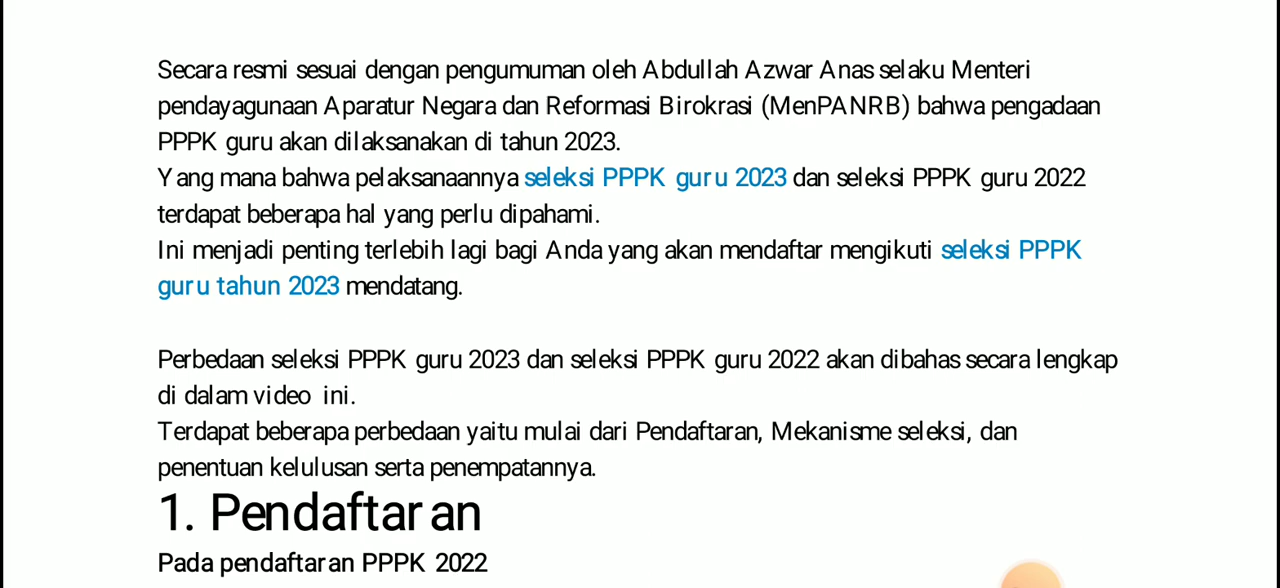 Secara resmi sesuai dengan pengumuman oleh Abdullah Azwar Anas selaku Menteri
pendayagunaan Aparatur Negara dan Reformasi Birokrasi (MenPANRB) bahwa pengadaan
PPPK guru akan dilaksanakan di tahun 2023.
Yang mana bahwa pelaksanaannya seleksi PPPK guru 2023 dan seleksi PPPK guru 2022
terdapat beberapa hal yang perlu dipahami.
Ini menjadi penting terlebih lagi bagi Anda yang akan mendaftar mengikuti seleksi PPPK
guru tahun 2023 mendatang.
Perbedaan seleksi PPPK guru 2023 dan seleksi PPPK guru 2022 akan dibahas secara lengkap
di dalam video ini.
Terdapat beberapa perbedaan yaitu mulai dari Pendaftaran, Mekanisme seleksi, dan
penentuan kelulusan serta penempatannya.
1. Pendaftaran
Pada pendaftaran PPPK 2022